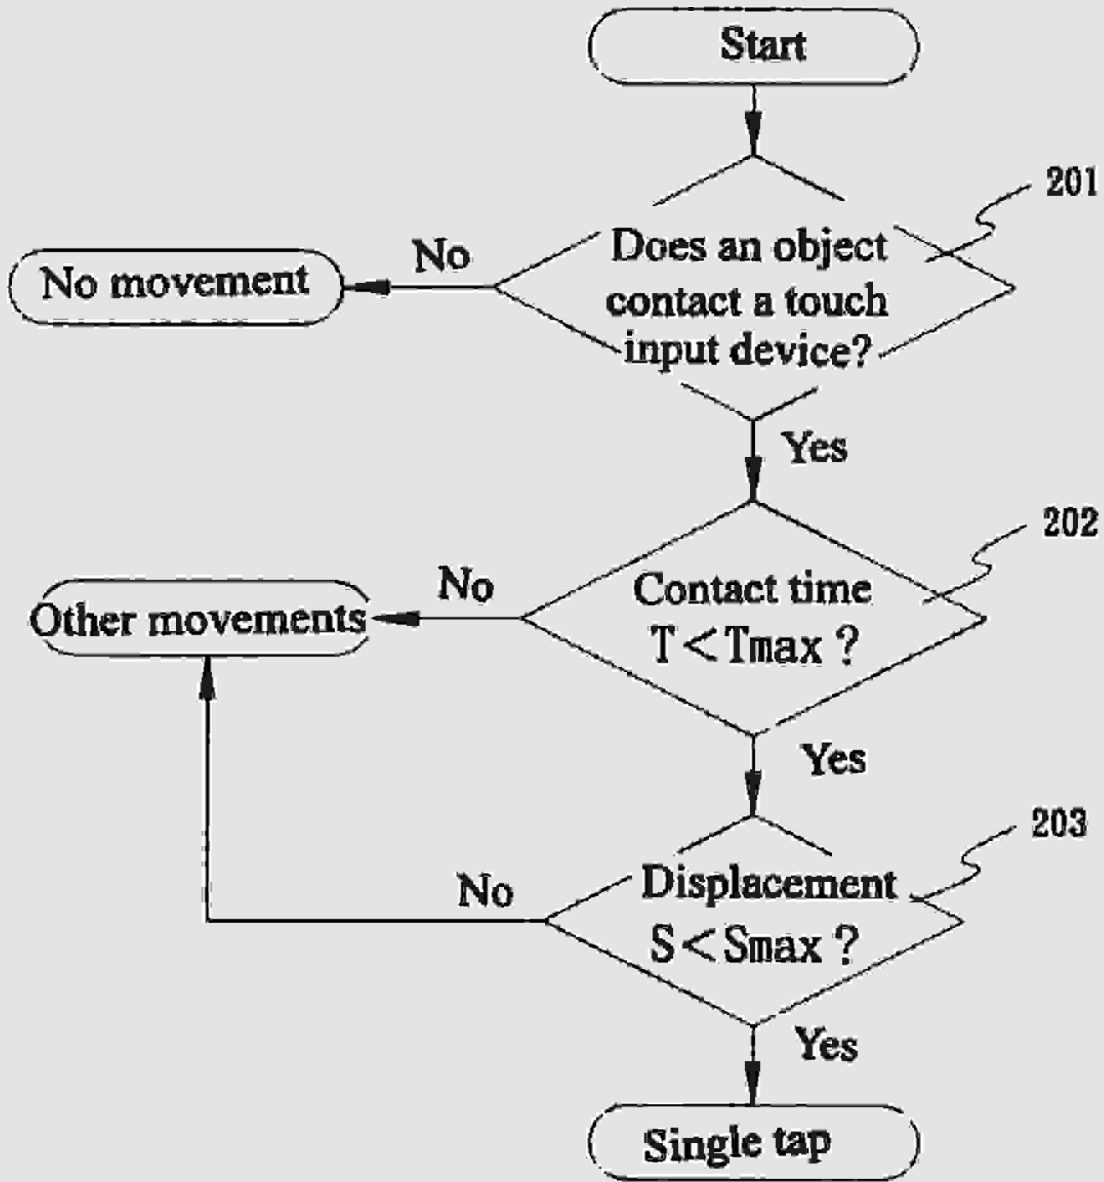 Start
201
Does an object
contact a touch
input device?
No
No movement
Yes
202
Contact time
T<Tmax ?
No
Other movements
Yes
203
Displacement
S<Smax ?
No
Yes
Single tap